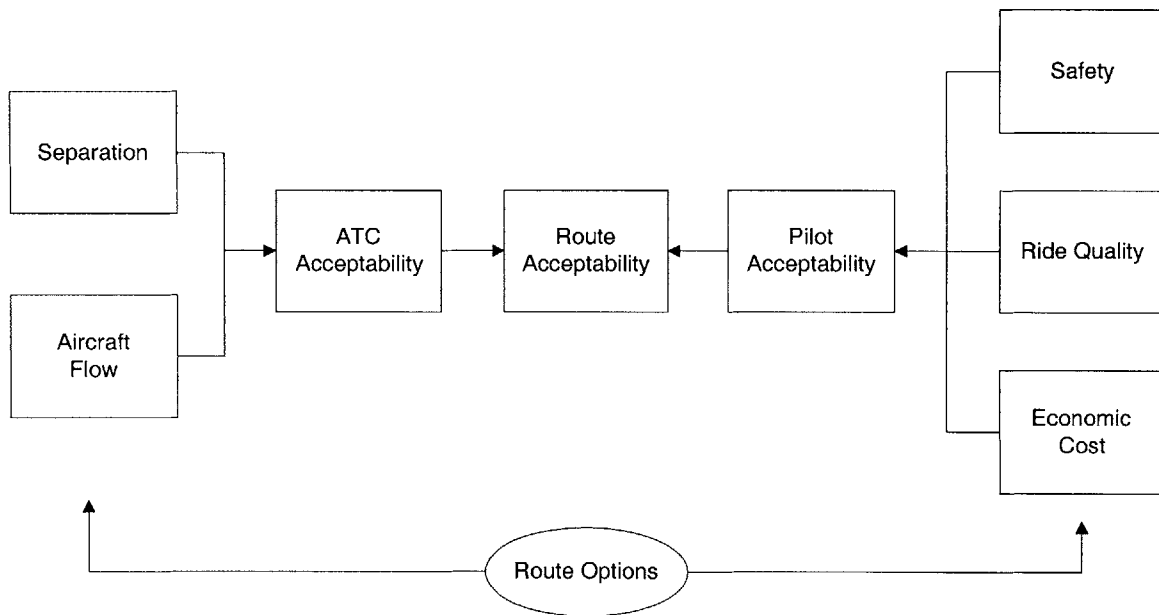 Separation
Aircraft
Flow
ATC
Acceptability
Route
Acceptability
Pilot
Acceptability
Safety
Ride Quality
Economic
Cost
Route Options